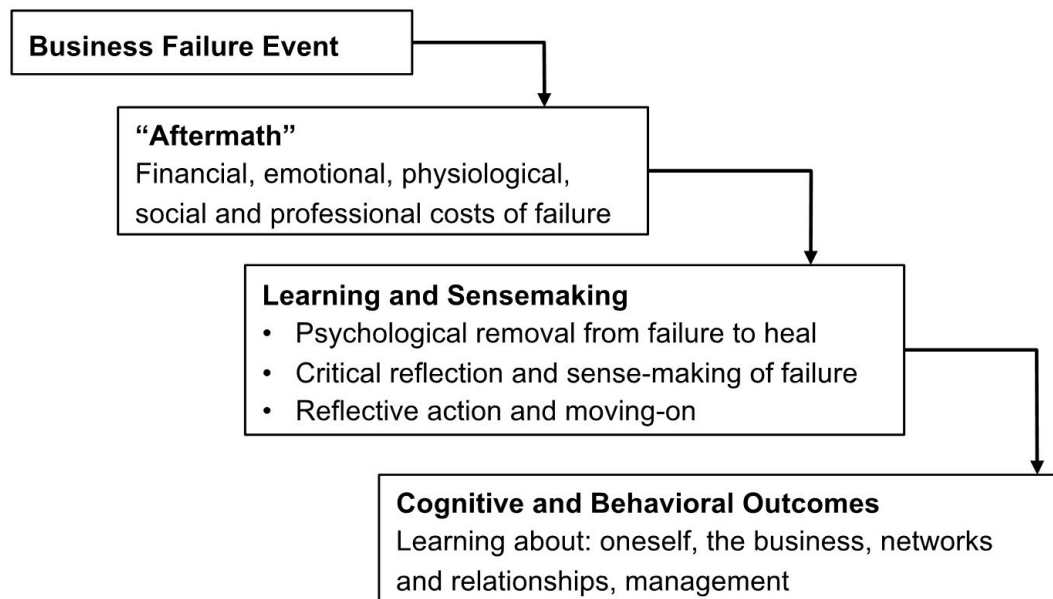 Business Failure Event
“Aftermath”
Financial, emotional, physiological,
social and professional costs of failure
Learning and Sensemaking
• Psychological removal from failure to heal
• Critical reflection and sense-making of failure
• Reflective action and moving-on
Cognitive and Behavioral Outcomes
Learning about: oneself, the business, networks
and relationships, management